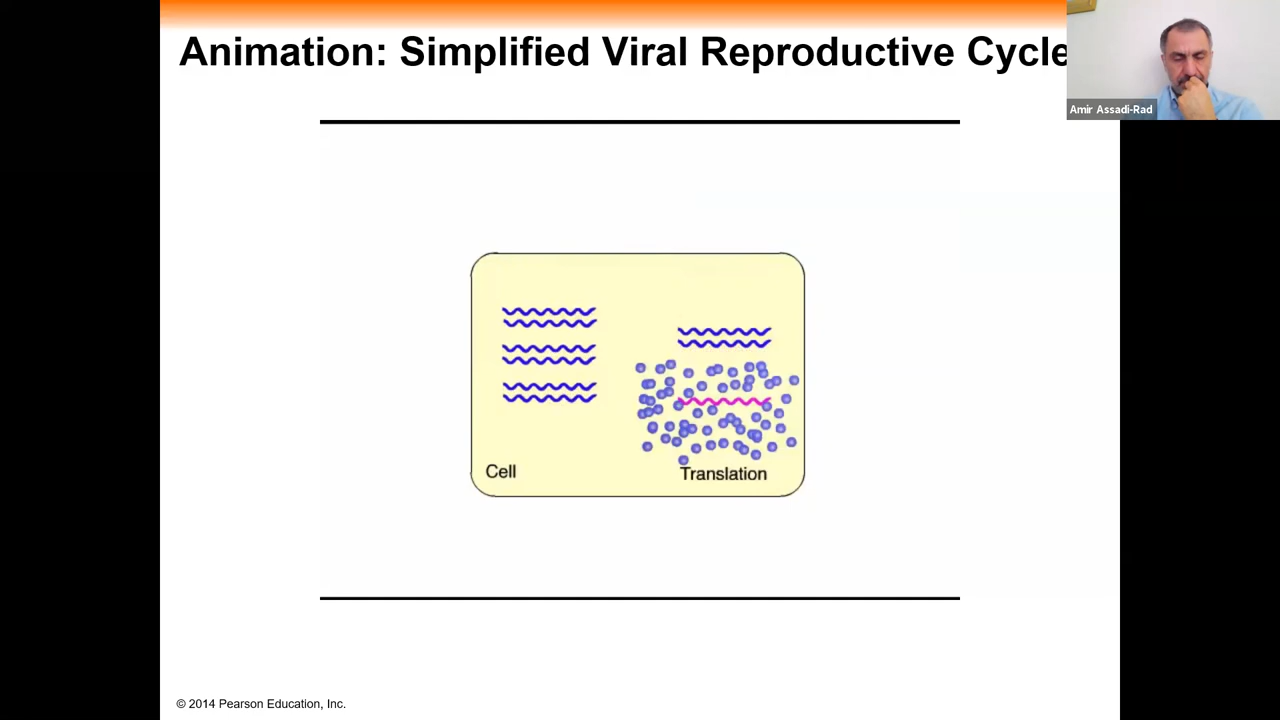 Animation: Simplified Viral Reproductive Cycle
Amir Assadi-Rad
Cell
Translation
© 2014 Pearson Education, Inc.